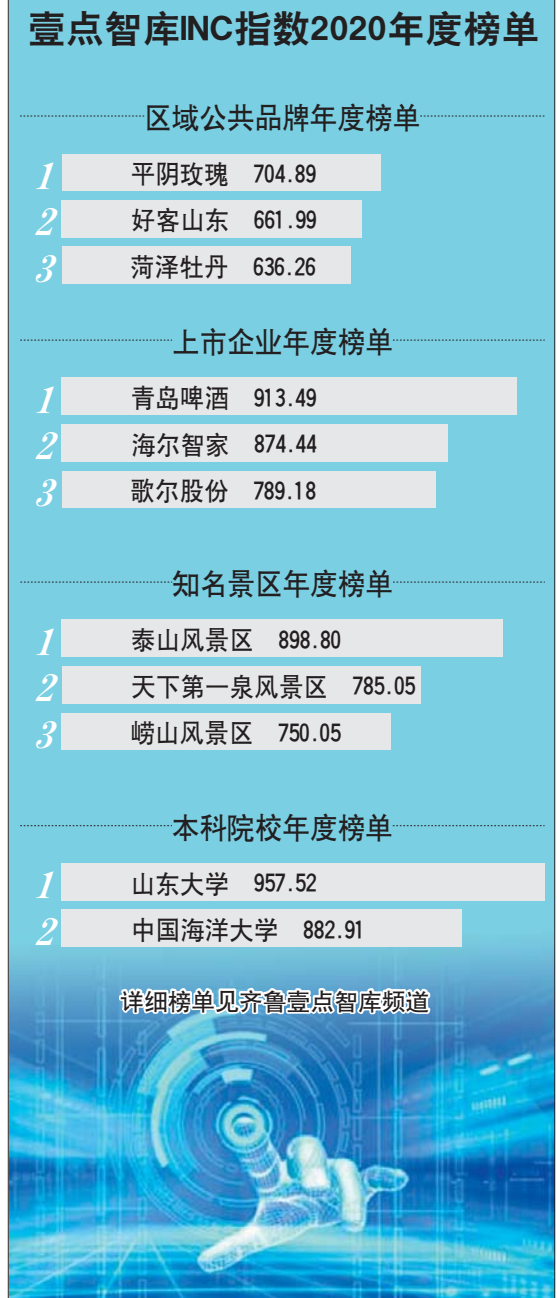 壹点智库INC指数2020年度榜单
区域公共品牌年度榜单
1 平阴玫瑰 704.89
2 好客山东 661.99
3 菏泽牡丹 636.26
上市企业年度榜单
1 青岛啤酒 913.49
2 海尔智家 874.44
3 歌尔股份 789.18
知名景区年度榜单
1 泰山风景区 898.80
2 天下第一泉风景区 785.05
3 崂山风景区 750.05
本科院校年度榜单
1 山东大学 957.52
2 中国海洋大学 882.91
详细榜单见齐鲁壹点智库频道